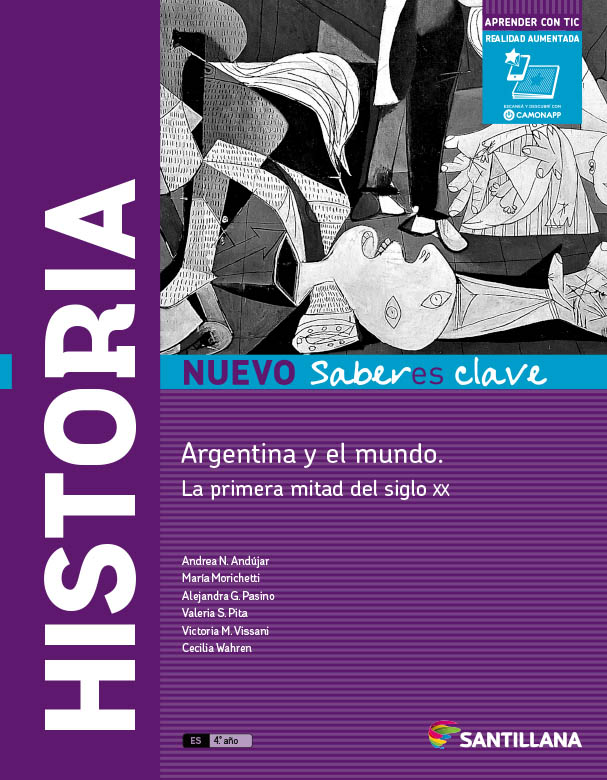 APRENDER CON TIC
REALIDAD AUMENTADA
ESCANEÁ Y DESCUBRÍ CON
CAMONAPP
HISTORIA
NUEVO Saberes clave
Argentina y el mundo.
La primera mitad del siglo XX
Andrea N. Andújar
María Morichetti
Alejandra G. Pasino
Valeria S. Pita
Victoria M. Vissani
Cecilia Wahren
ES 4.º año
SANTILLANA